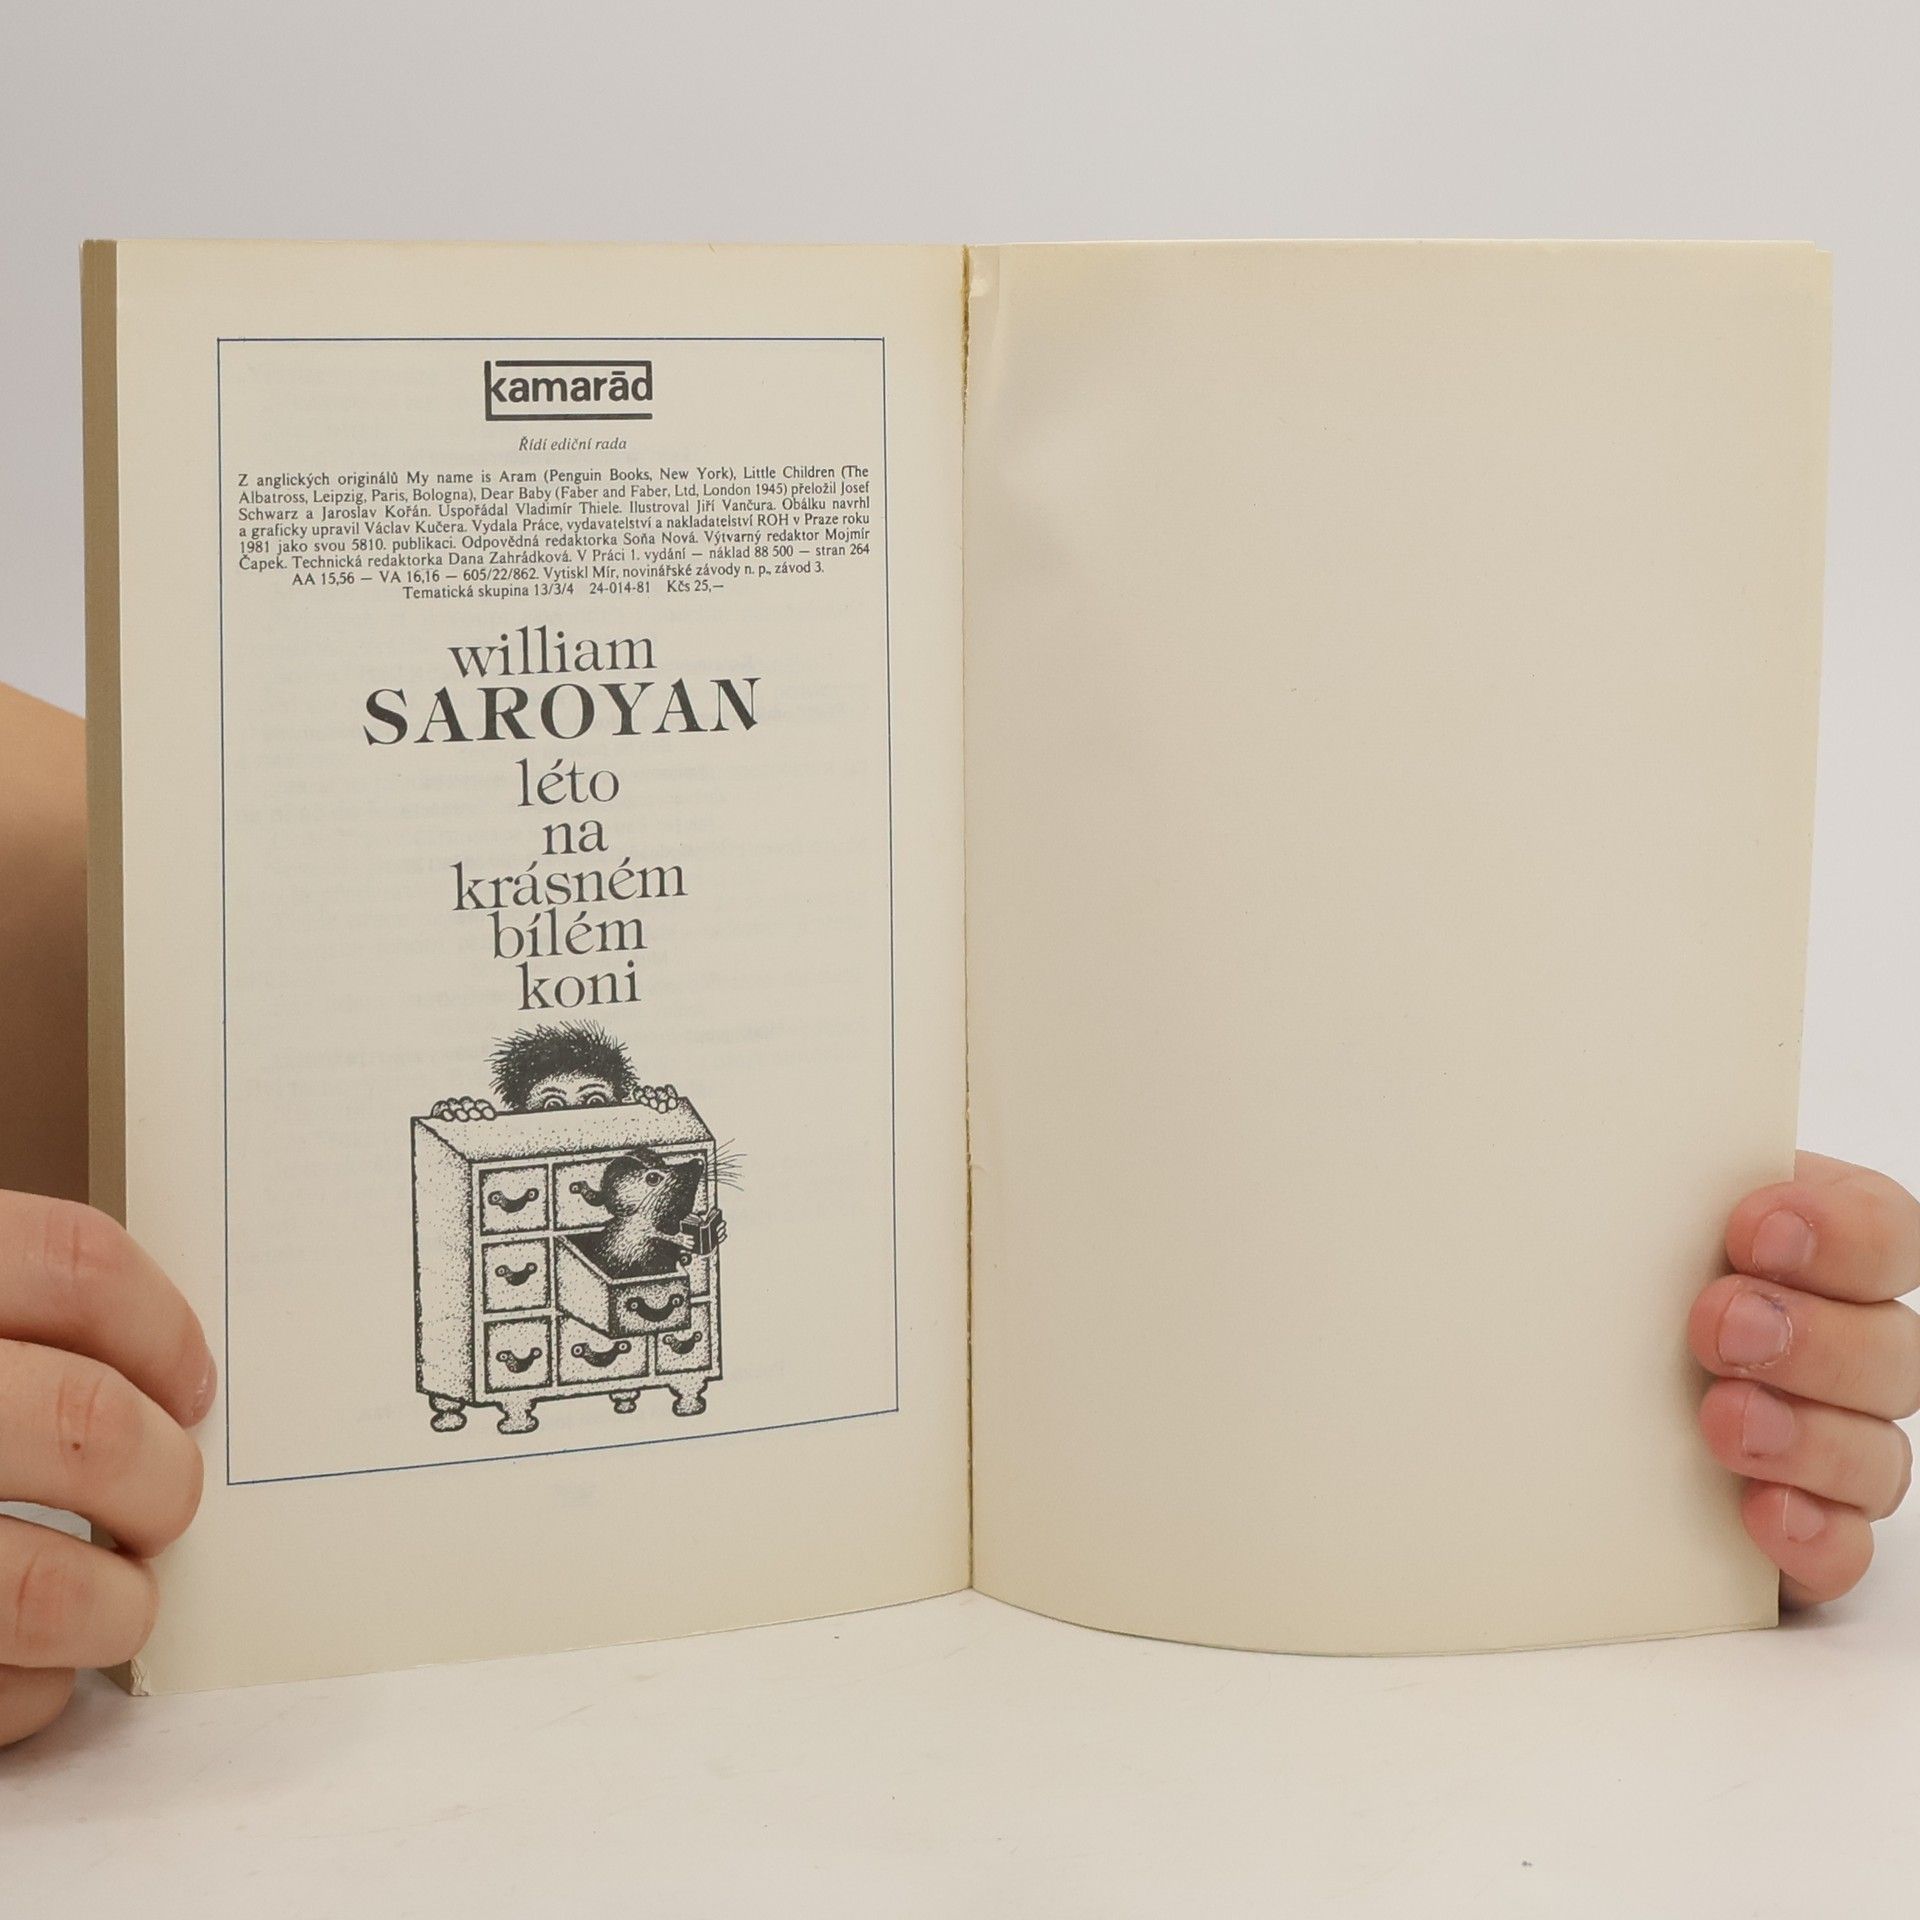 kamarād
Řídí ediční rada
Z anglických originálů My name is Aram (Penguin Books, New York), Little Children (The
Albatross, Leipzig, Paris, Bologna), Dear Baby (Faber and Faber, Ltd, London 1945) přeložil Josef
Schwarz a Jaroslav Kořán. Uspořádal Vladimír Thiele. Ilustroval Jiří Vančura. Obálku navrhl
a graficky upravil Václav Kučera. Vydala Práce, vydavatelství a nakladatelství ROH v Praze roku
1981 jako svou 5810. publikaci. Odpovědná redaktorka Soňa Nová. Výtvarný redaktor Mojmír
Čapek. Technická redaktorka Dana Zahrádková. V Práci 1. vydání — náklad 88 500 — stran 264
AA 15,56 — VA 16,16 — 605/22/862. Vytiskl Mír, novinářské závody n. p., závod 3.
Tematická skupina 13/3/4 24-014-81 Kčs 25,—
william
SAROYAN
léto
na
krásném
bílém
koni